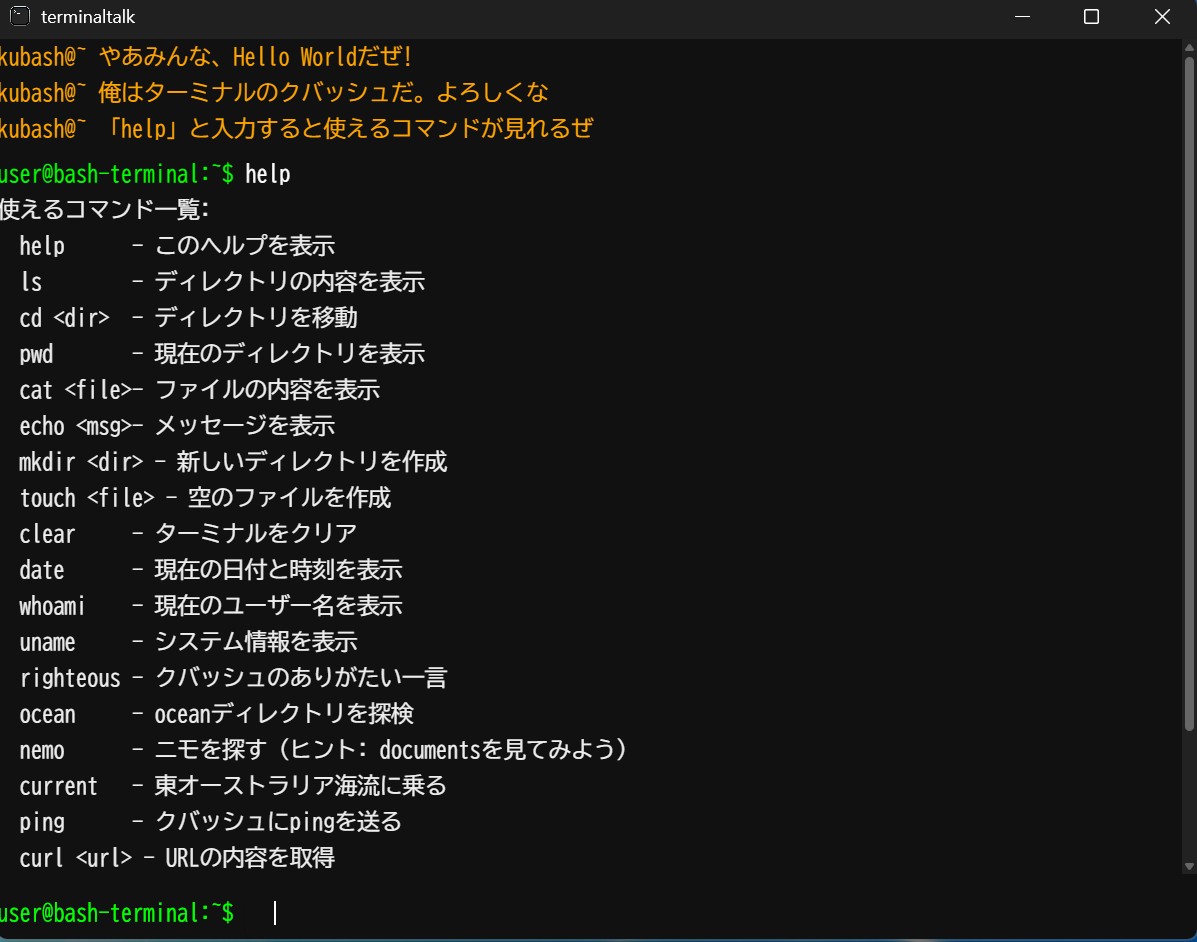 terminaltalk
kubash@~ やあみんな、Hello Worldだぜ!
kubash@~ 俺はターミナルのクバッシュだ。よろしくな
kubash@~ 「help」と入力すると使えるコマンドが見れるぜ
user@bash-terminal:~$ help
使えるコマンド一覧:
help - このヘルプを表示
ls - ディレクトリの内容を表示
cd <dir> - ディレクトリを移動
pwd - 現在のディレクトリを表示
cat <file>- ファイルの内容を表示
echo <msg>- メッセージを表示
mkdir <dir> - 新しいディレクトリを作成
touch <file> - 空のファイルを作成
clear - ターミナルをクリア
date - 現在の日付と時刻を表示
whoami - 現在のユーザー名を表示
uname - システム情報を表示
righteous - クバッシュのありがたい一言
ocean - oceanディレクトリを探検
nemo - ニモを探す（ヒント: documentsを見てみよう）
current - 東オーストラリア海流に乗る
ping - クバッシュにpingを送る
curl <url> - URLの内容を取得
user@bash-terminal:~$